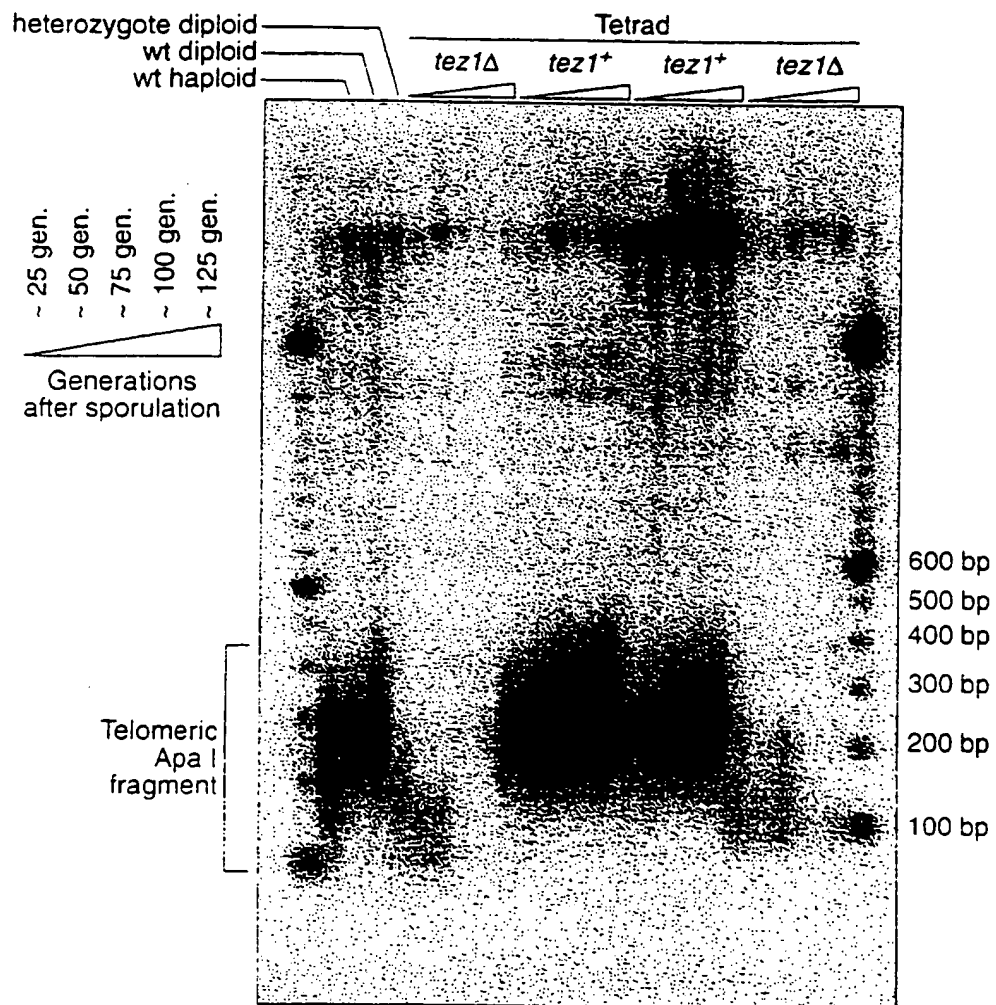 heterozygote diploid
wt diploid
wt haploid
Tetrad
tez1Δ
tez1⁺
tez1⁺
tez1Δ
~ 25 gen.
~ 50 gen.
~ 75 gen.
~ 100 gen.
~ 125 gen.
Generations
after sporulation
Telomeric
Apa I
fragment
600 bp
500 bp
400 bp
300 bp
200 bp
100 bp